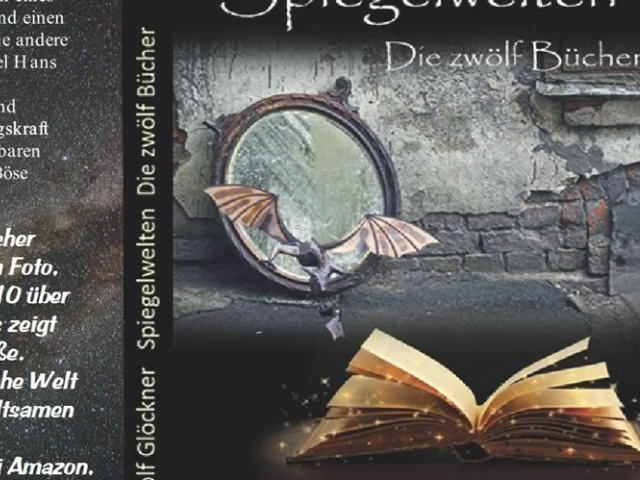 nd einen
e andere
el Hans
nd
gskraft
baren
Böse
eher
n Foto.
10 über
zeigt
ße.
he Welt
ltsamen
i Amazon.
olf Glöckner Spiegelwelten Die zwölf Bücher
Spiegelwelten
Die zwölf Bücher